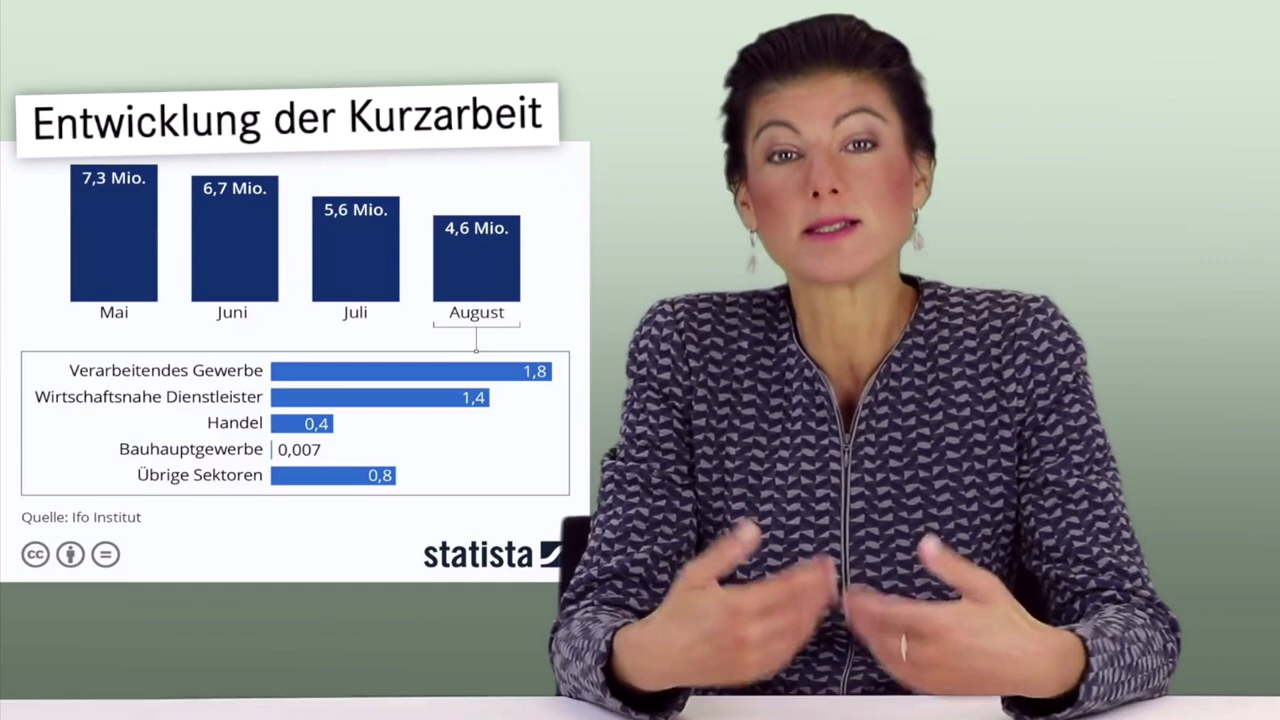 Entwicklung der Kurzarbeit
7,3 Mio.
6,7 Mio.
5,6 Mio.
4,6 Mio.
Mai
Juni
Juli
August
Verarbeitendes Gewerbe 1,8
Wirtschaftsnahe Dienstleister 1,4
Handel 0,4
Bauhauptgewerbe 0,007
Übrige Sektoren 0,8
Quelle: Ifo Institut
cc =
statista